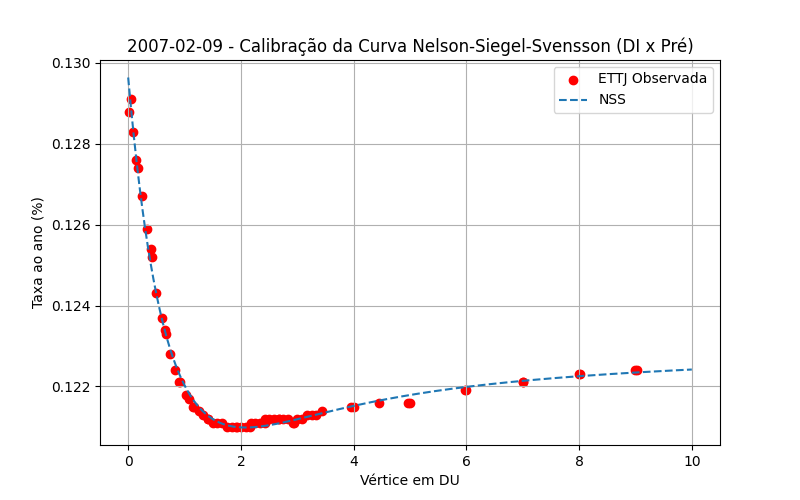 2007-02-09 - Calibração da Curva Nelson-Siegel-Svensson (DI x Pré)
ETTJ Observada
NSS
Taxa ao ano (%)
0.130
0.128
0.126
0.124
0.122
0 2 4 6 8 10
Vértice em DU